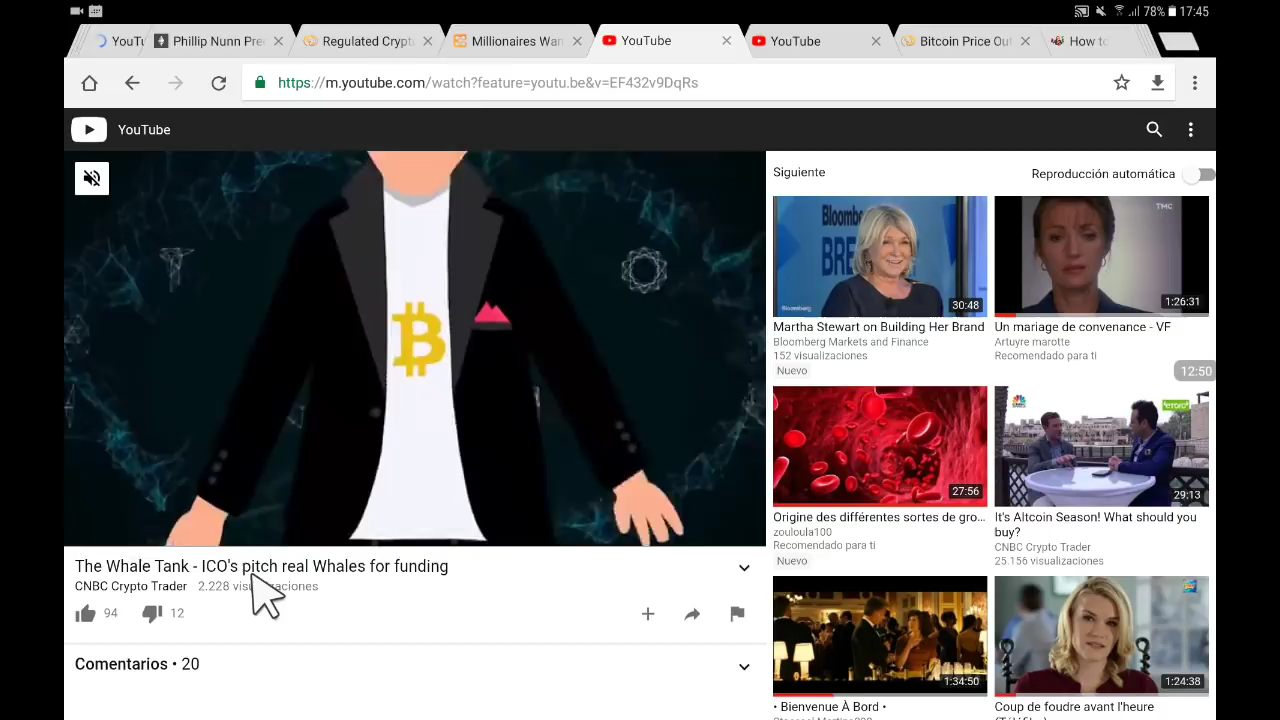 78% 17:45
YouTu
Phillip Nunn Pre
Regulated Crypt
Millionaires Wan
YouTube
YouTube
Bitcoin Price Out
How to
https://m.youtube.com/watch?feature=youtu.be&v=EF432v9DqRs
YouTube
B
The Whale Tank - ICO's pitch real Whales for funding
CNBC Crypto Trader 2.228 visualizaciones
94 12
Comentarios • 20
Siguiente
Reproducción automática
Bloomb
BRE
Bloomberg
30:48
Martha Stewart on Building Her Brand
Bloomberg Markets and Finance
152 visualizaciones
Nuevo
TMC
1:26:31
Un mariage de convenance - VF
Artuyre marotte
Recomendado para ti
12:50
27:56
Origine des différentes sortes de gro…
zouloula100
Recomendado para ti
Nuevo
CNBC
eToro
29:13
It's Altcoin Season! What should you
buy?
CNBC Crypto Trader
25.156 visualizaciones
1:34:50
• Bienvenue À Bord •
1:24:38
Coup de foudre avant l'heure